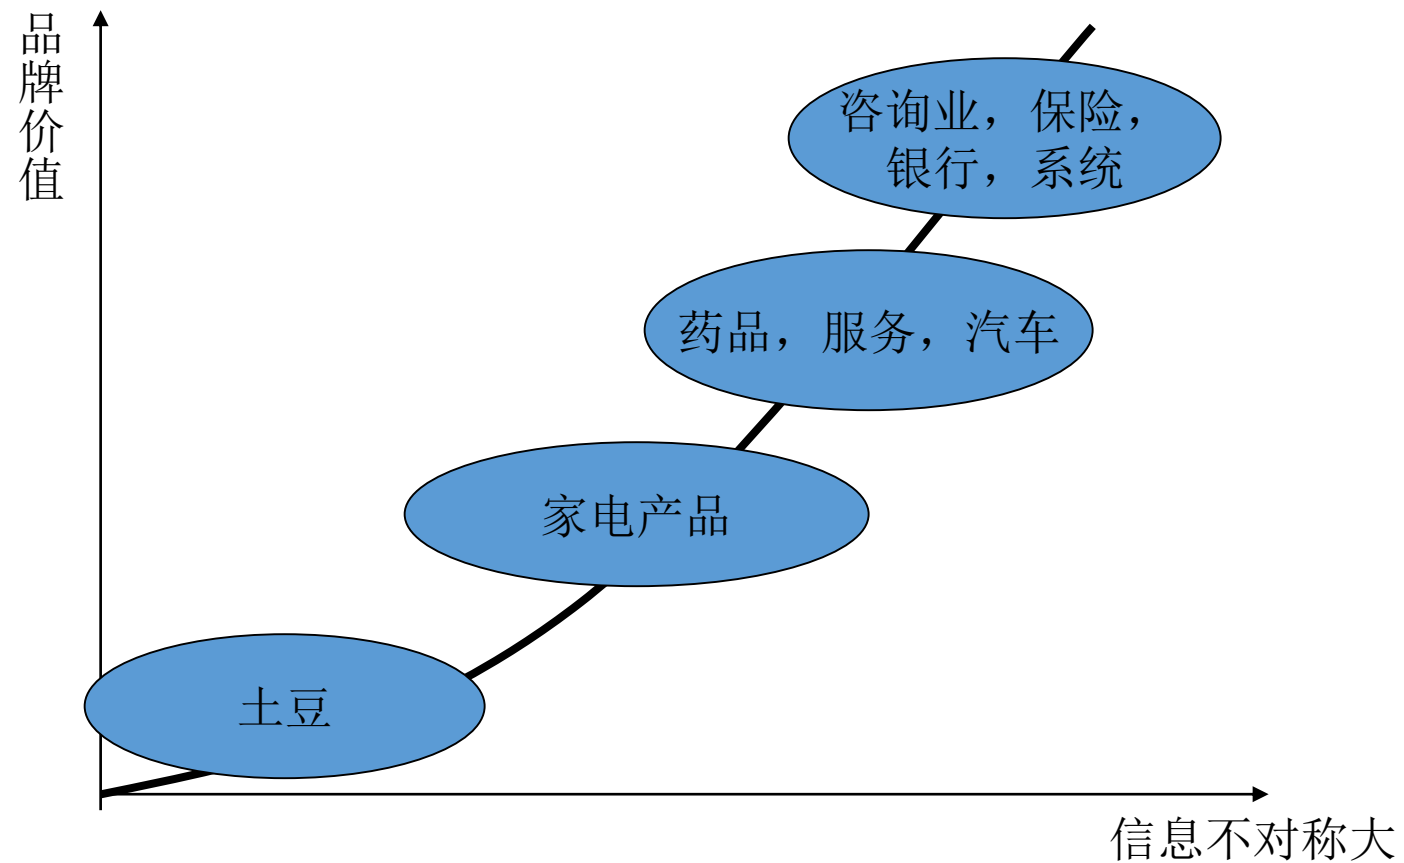 品牌价值
咨询业，保险，
银行，系统
药品，服务，汽车
家电产品
土豆
信息不对称大